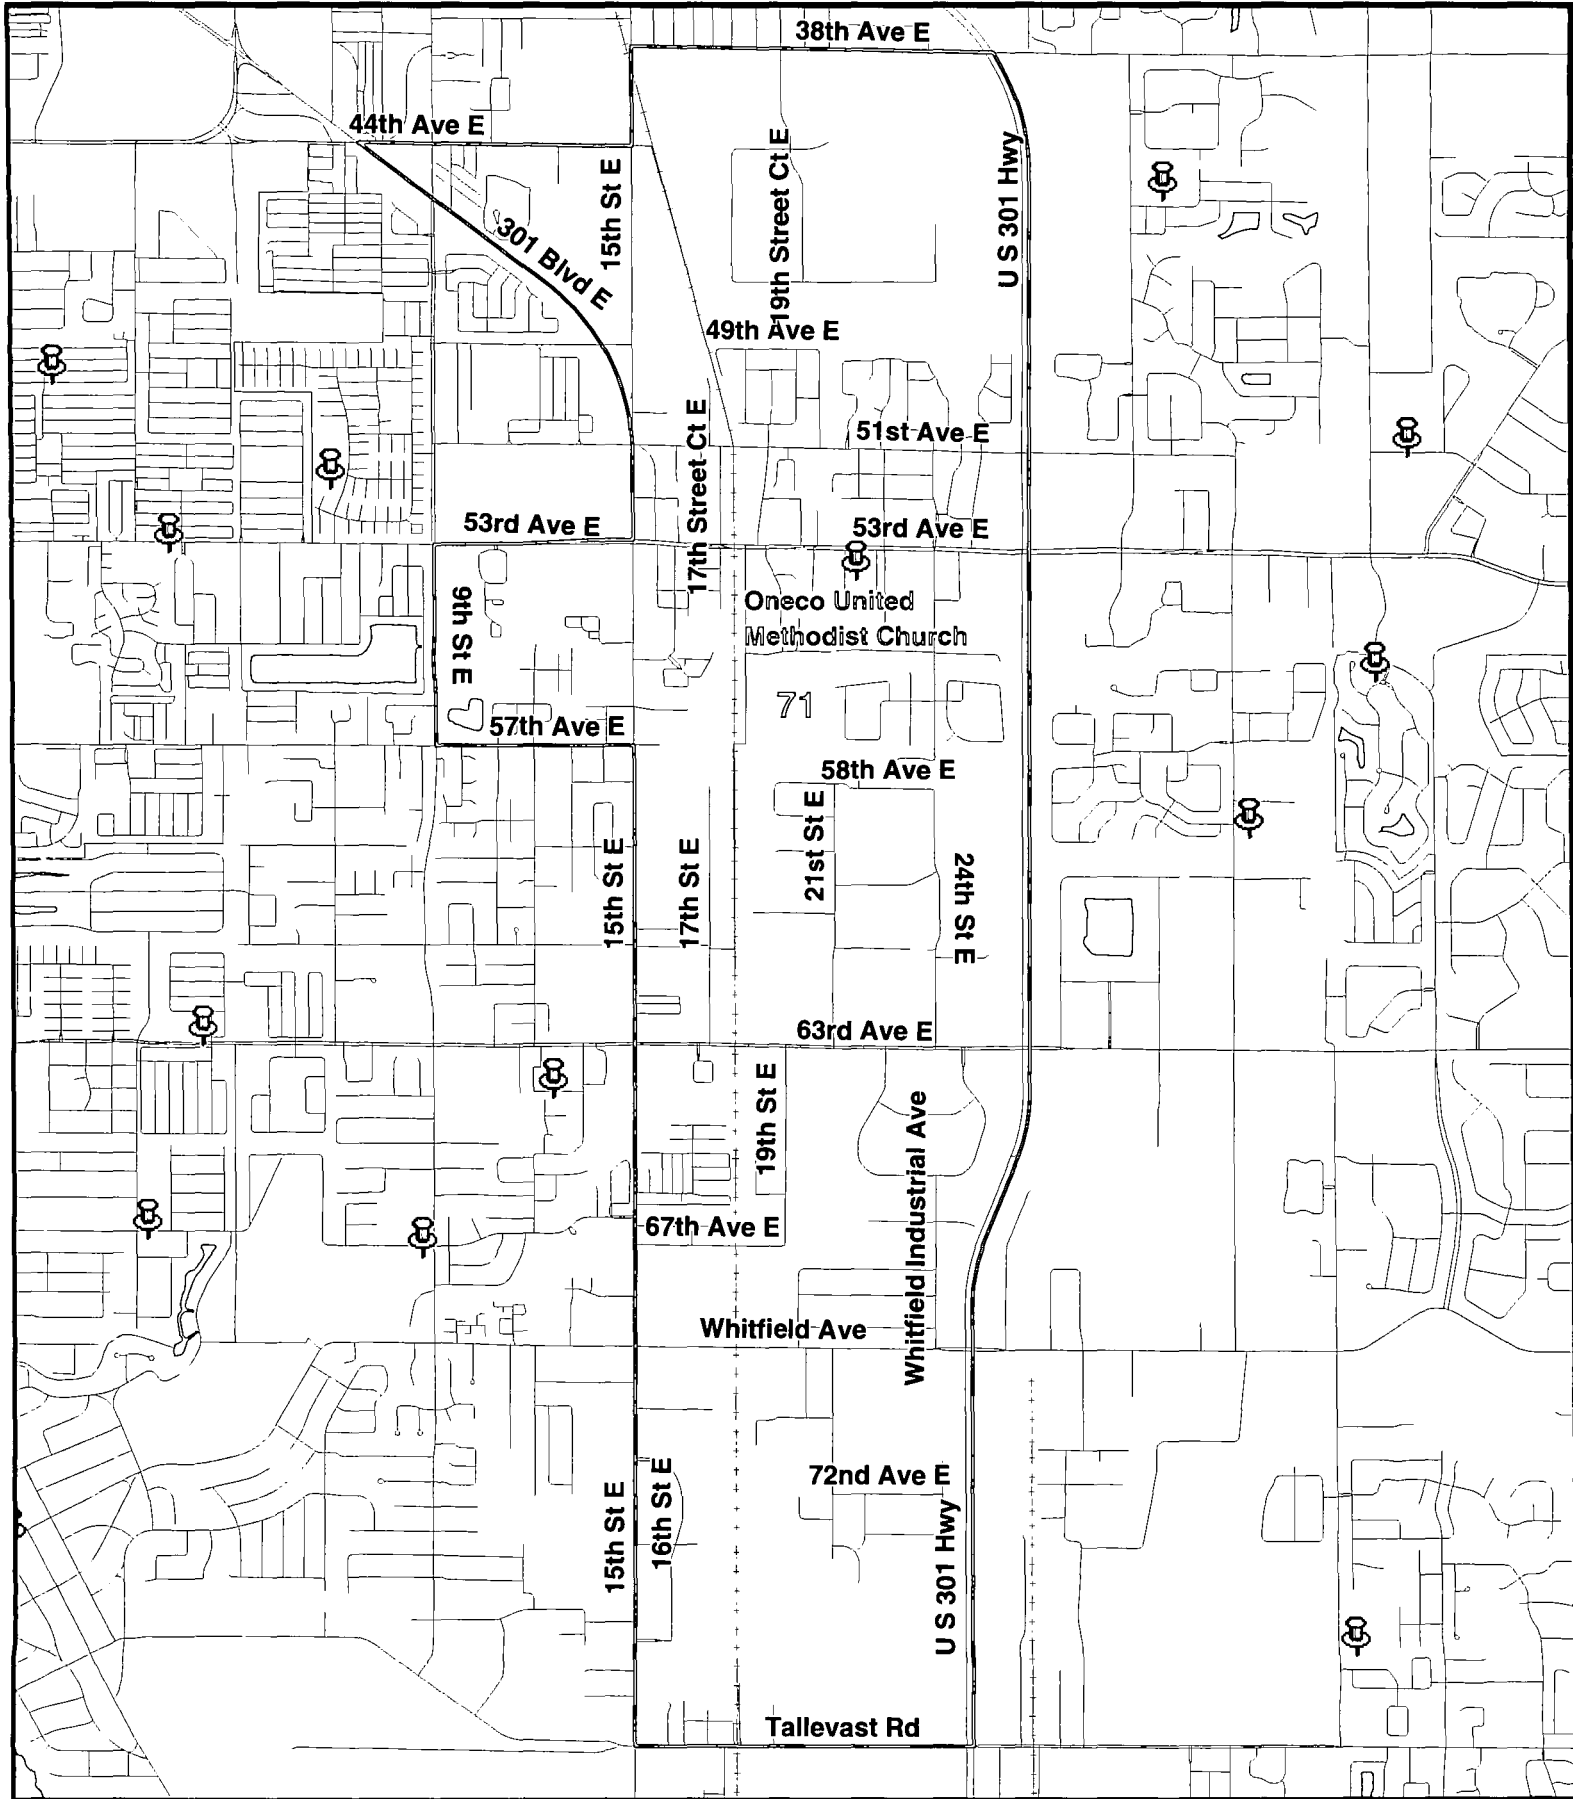 38th Ave E
44th Ave E
15th St E
19th Street Ct E
U S 301 Hwy
301 Blvd E
49th Ave E
17th Street Ct E
51st Ave E
53rd Ave E
53rd Ave E
9th St E
Oneco United
Methodist Church
71
57th Ave E
58th Ave E
21st St E
15th St E
17th St E
24th St E
63rd Ave E
19th St E
Whitfield Industrial Ave
67th Ave E
Whitfield Ave
72nd Ave E
16th St E
15th St E
U S 301 Hwy
Tallevast Rd